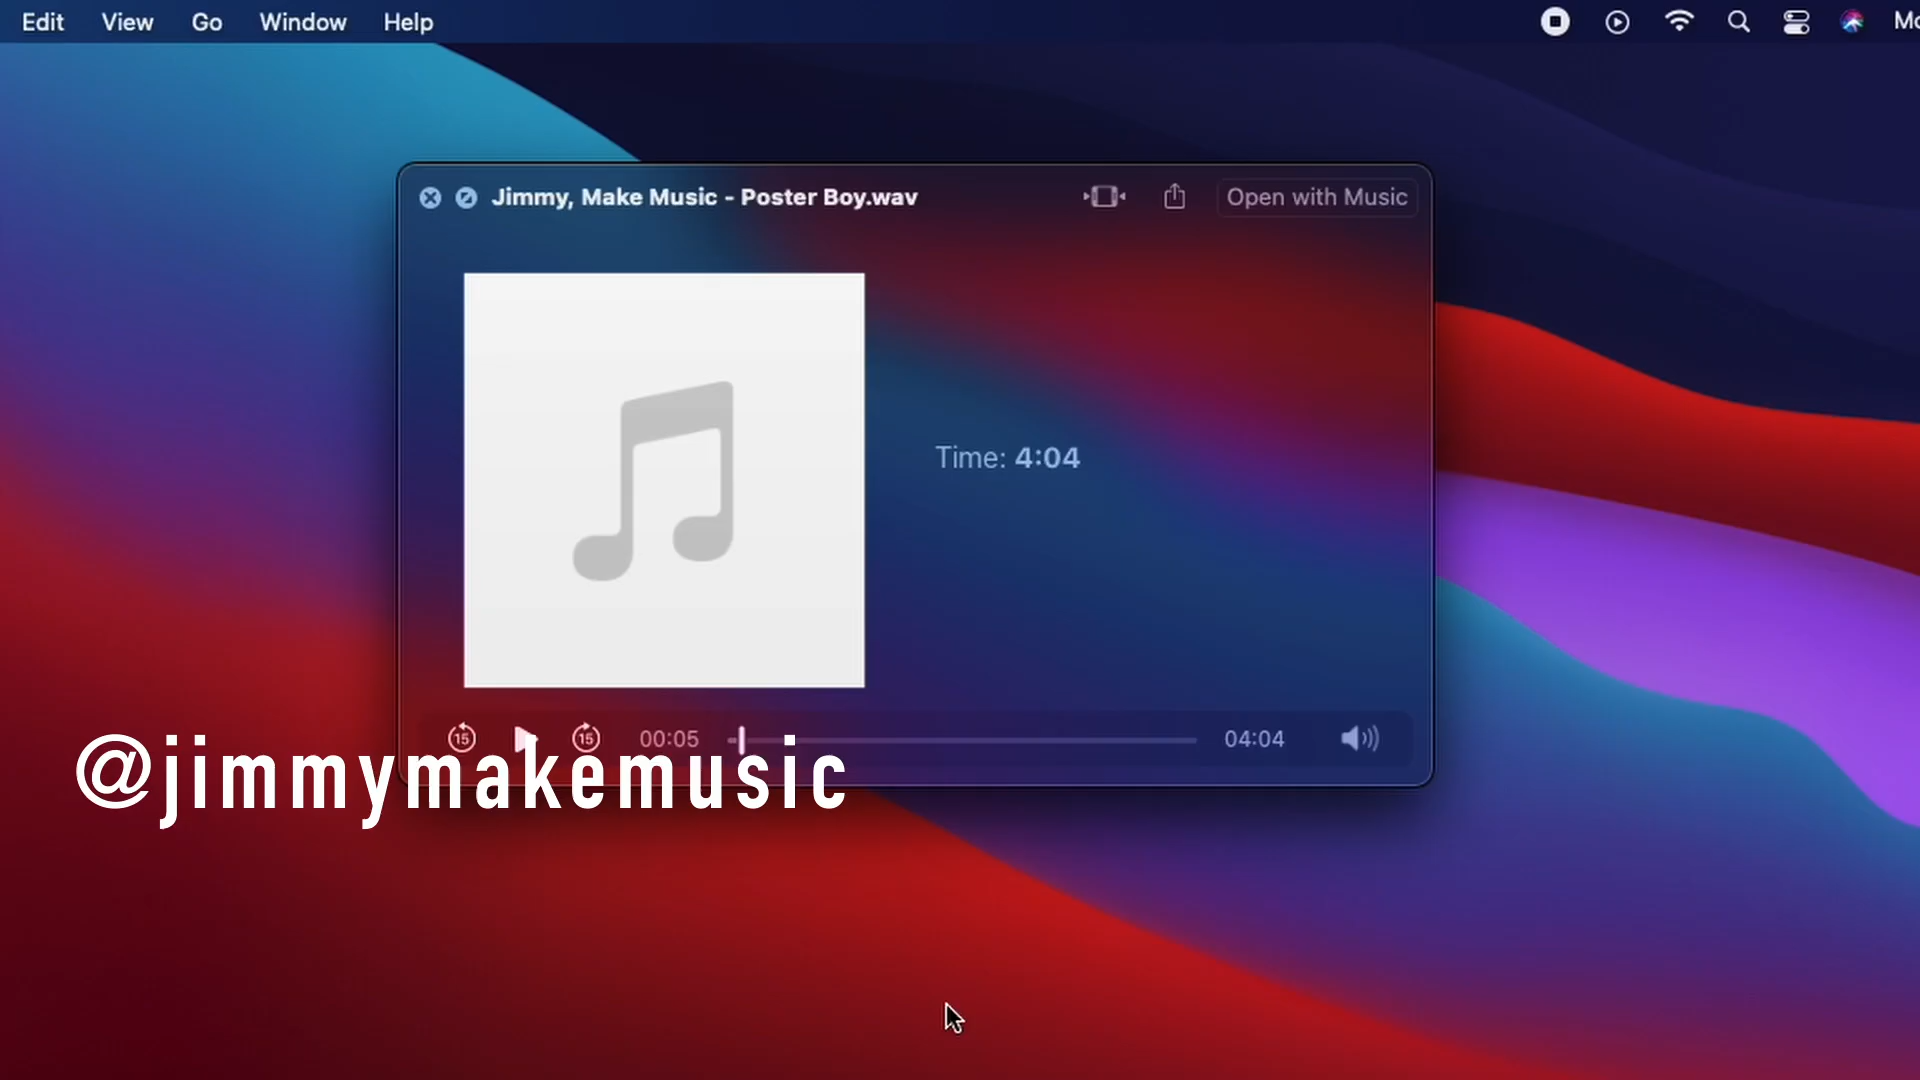 Edit View Go Window Help
Jimmy, Make Music - Poster Boy.wav Open with Music
Time: 4:04
15 15 00:05 04:04
@jimmymakemusic